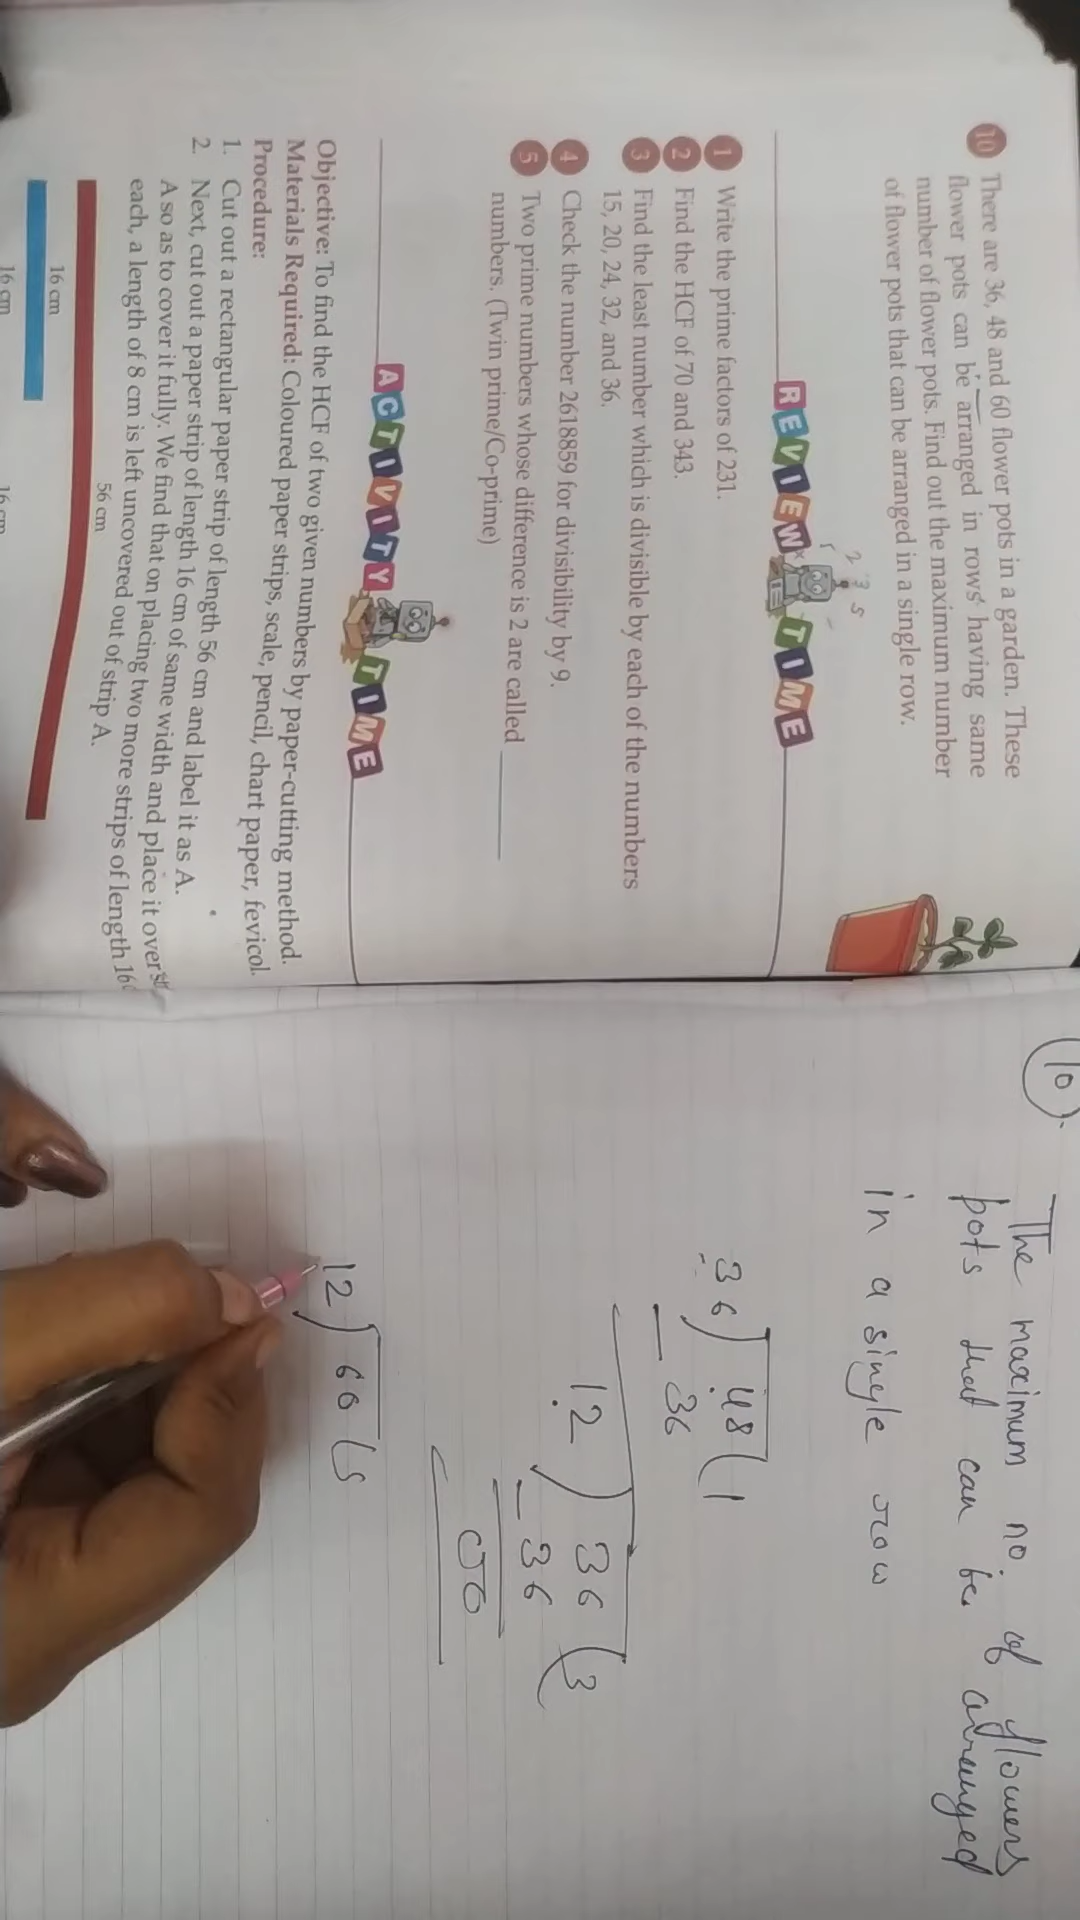 10 There are 36, 48 and 60 flower pots in a garden. These
flower pots can be arranged in rows having same
number of flower pots. Find out the maximum number
of flower pots that can be arranged in a single row.
2 3 5
REVIEW TIME
1 Write the prime factors of 231.
2 Find the HCF of 70 and 343.
3 Find the least number which is divisible by each of the numbers
15, 20, 24, 32, and 36.
4 Check the number 2618859 for divisibility by 9.
5 Two prime numbers whose difference is 2 are called
numbers. (Twin prime/Co-prime)
ACTIVITY TIME
Objective: To find the HCF of two given numbers by paper-cutting method.
Materials Required: Coloured paper strips, scale, pencil, chart paper, fevicol.
Procedure:
1. Cut out a rectangular paper strip of length 56 cm and label it as A.
2. Next, cut out a paper strip of length 16 cm of same width and place it over
A so as to cover it fully. We find that on placing two more strips of length 16
each, a length of 8 cm is left uncovered out of strip A.
56 cm
16 cm
16 cm
16 cm
10.
The maximum no. of flowers
pots that can be arranged
in a single row
36) 48 (1
- 36
12) 36 (3
- 36
00
12) 60 (5